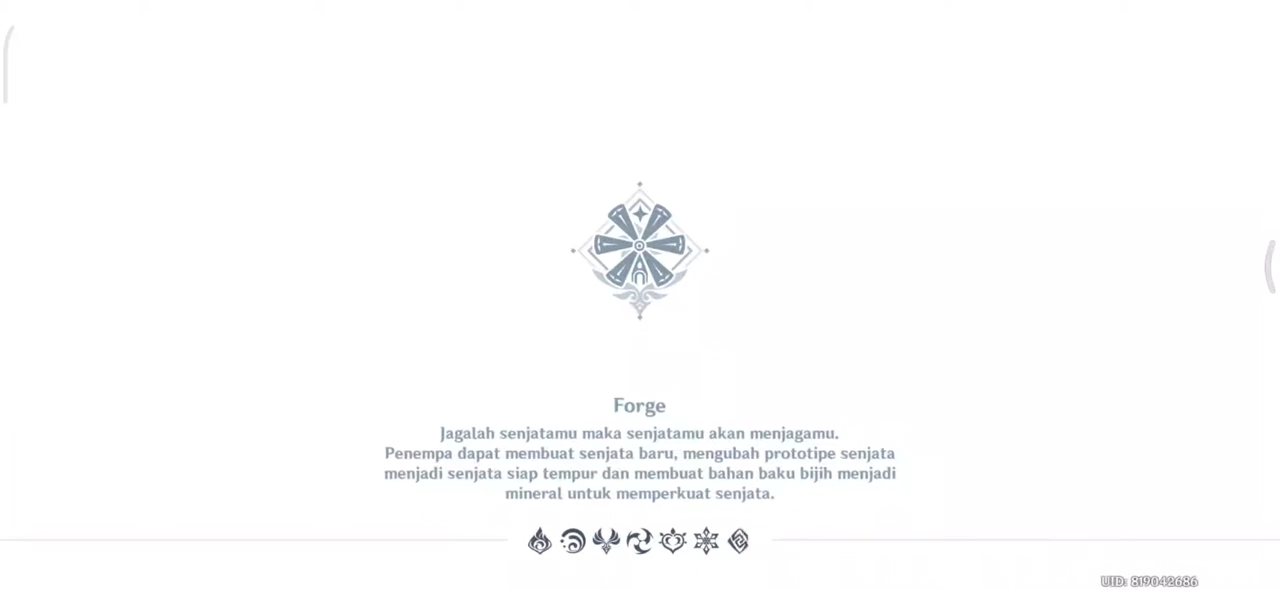 Forge
Jagalah senjatamu maka senjatamu akan menjagamu.
Penempa dapat membuat senjata baru, mengubah prototipe senjata
menjadi senjata siap tempur dan membuat bahan baku bijih menjadi
mineral untuk memperkuat senjata.
UID: 819042686